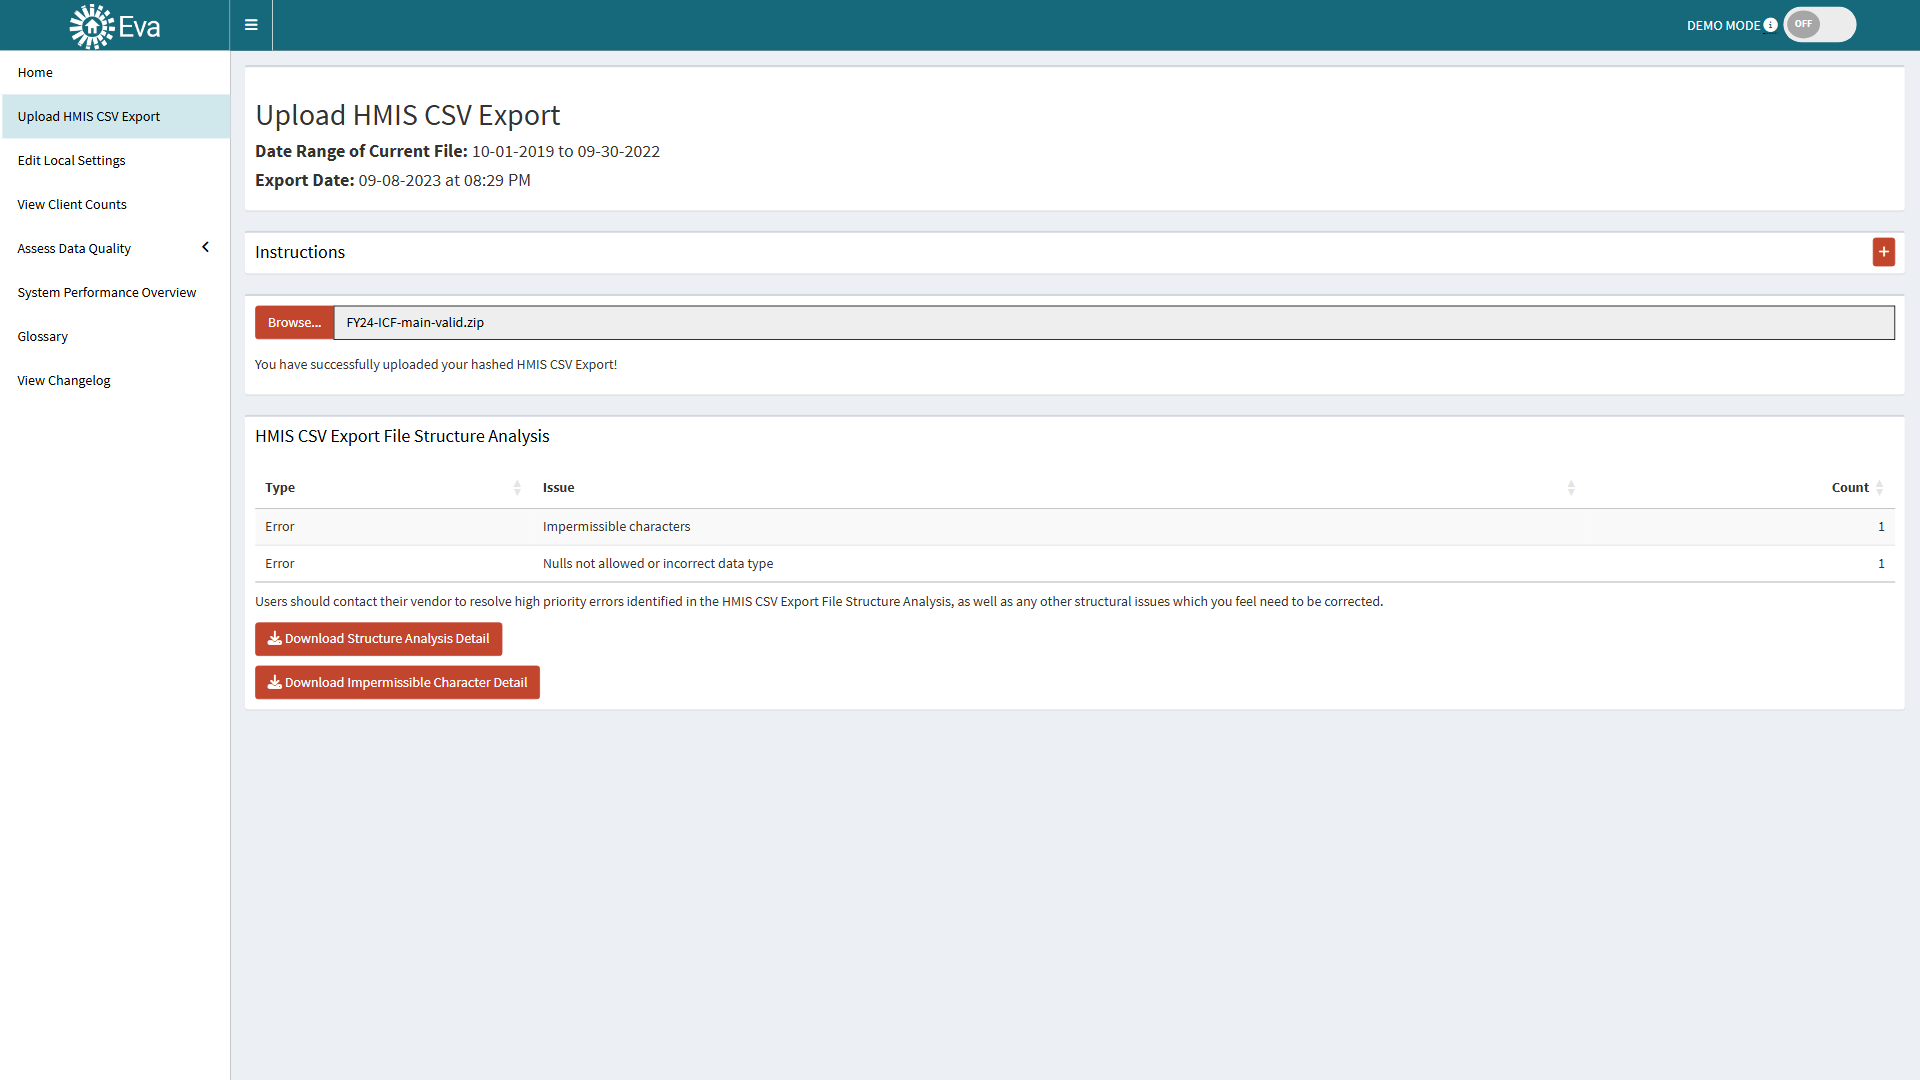 Eva
DEMO MODE
OFF
Home
Upload HMIS CSV Export
Edit Local Settings
View Client Counts
Assess Data Quality
System Performance Overview
Glossary
View Changelog
Upload HMIS CSV Export
Date Range of Current File: 10-01-2019 to 09-30-2022
Export Date: 09-08-2023 at 08:29 PM
Instructions
Browse... FY24-ICF-main-valid.zip
You have successfully uploaded your hashed HMIS CSV Export!
HMIS CSV Export File Structure Analysis
Type Issue Count
Error Impermissible characters 1
Error Nulls not allowed or incorrect data type 1
Users should contact their vendor to resolve high priority errors identified in the HMIS CSV Export File Structure Analysis, as well as any other structural issues which you feel need to be corrected.
Download Structure Analysis Detail
Download Impermissible Character Detail